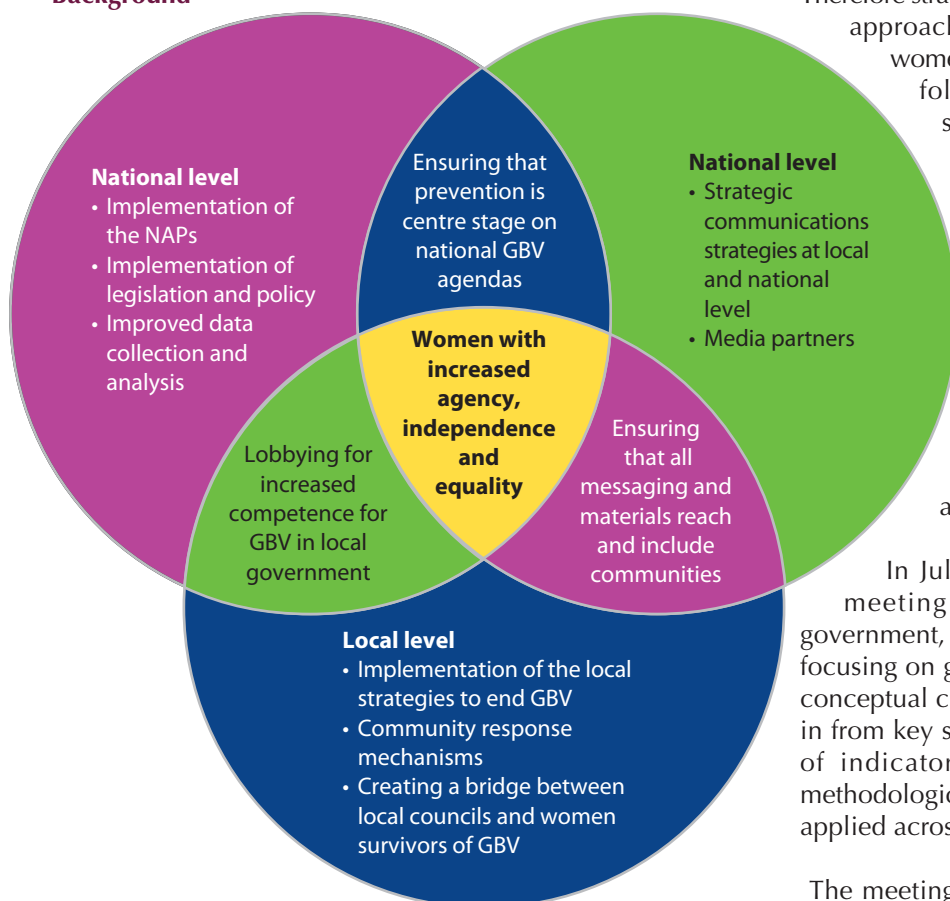 Background
National level
• Implementation of
the NAPs
• Implementation of
legislation and policy
• Improved data
collection and
analysis
Ensuring that
prevention is
centre stage on
national GBV
agendas
National level
• Strategic
communications
strategies at local
and national
level
• Media partners
Women with
increased
agency,
independence
and
equality
Lobbying for
increased
competence for
GBV in local
government
Ensuring
that all
messaging and
materials reach
and include
communities
Local level
• Implementation of the local
strategies to end GBV
• Community response
mechanisms
• Creating a bridge between
local councils and women
survivors of GBV
Therefore stra
approach
wome
fol
s
a
In Jul
meeting
government,
focusing on g
conceptual c
in from key s
of indicator
methodologic
applied acros
The meeting